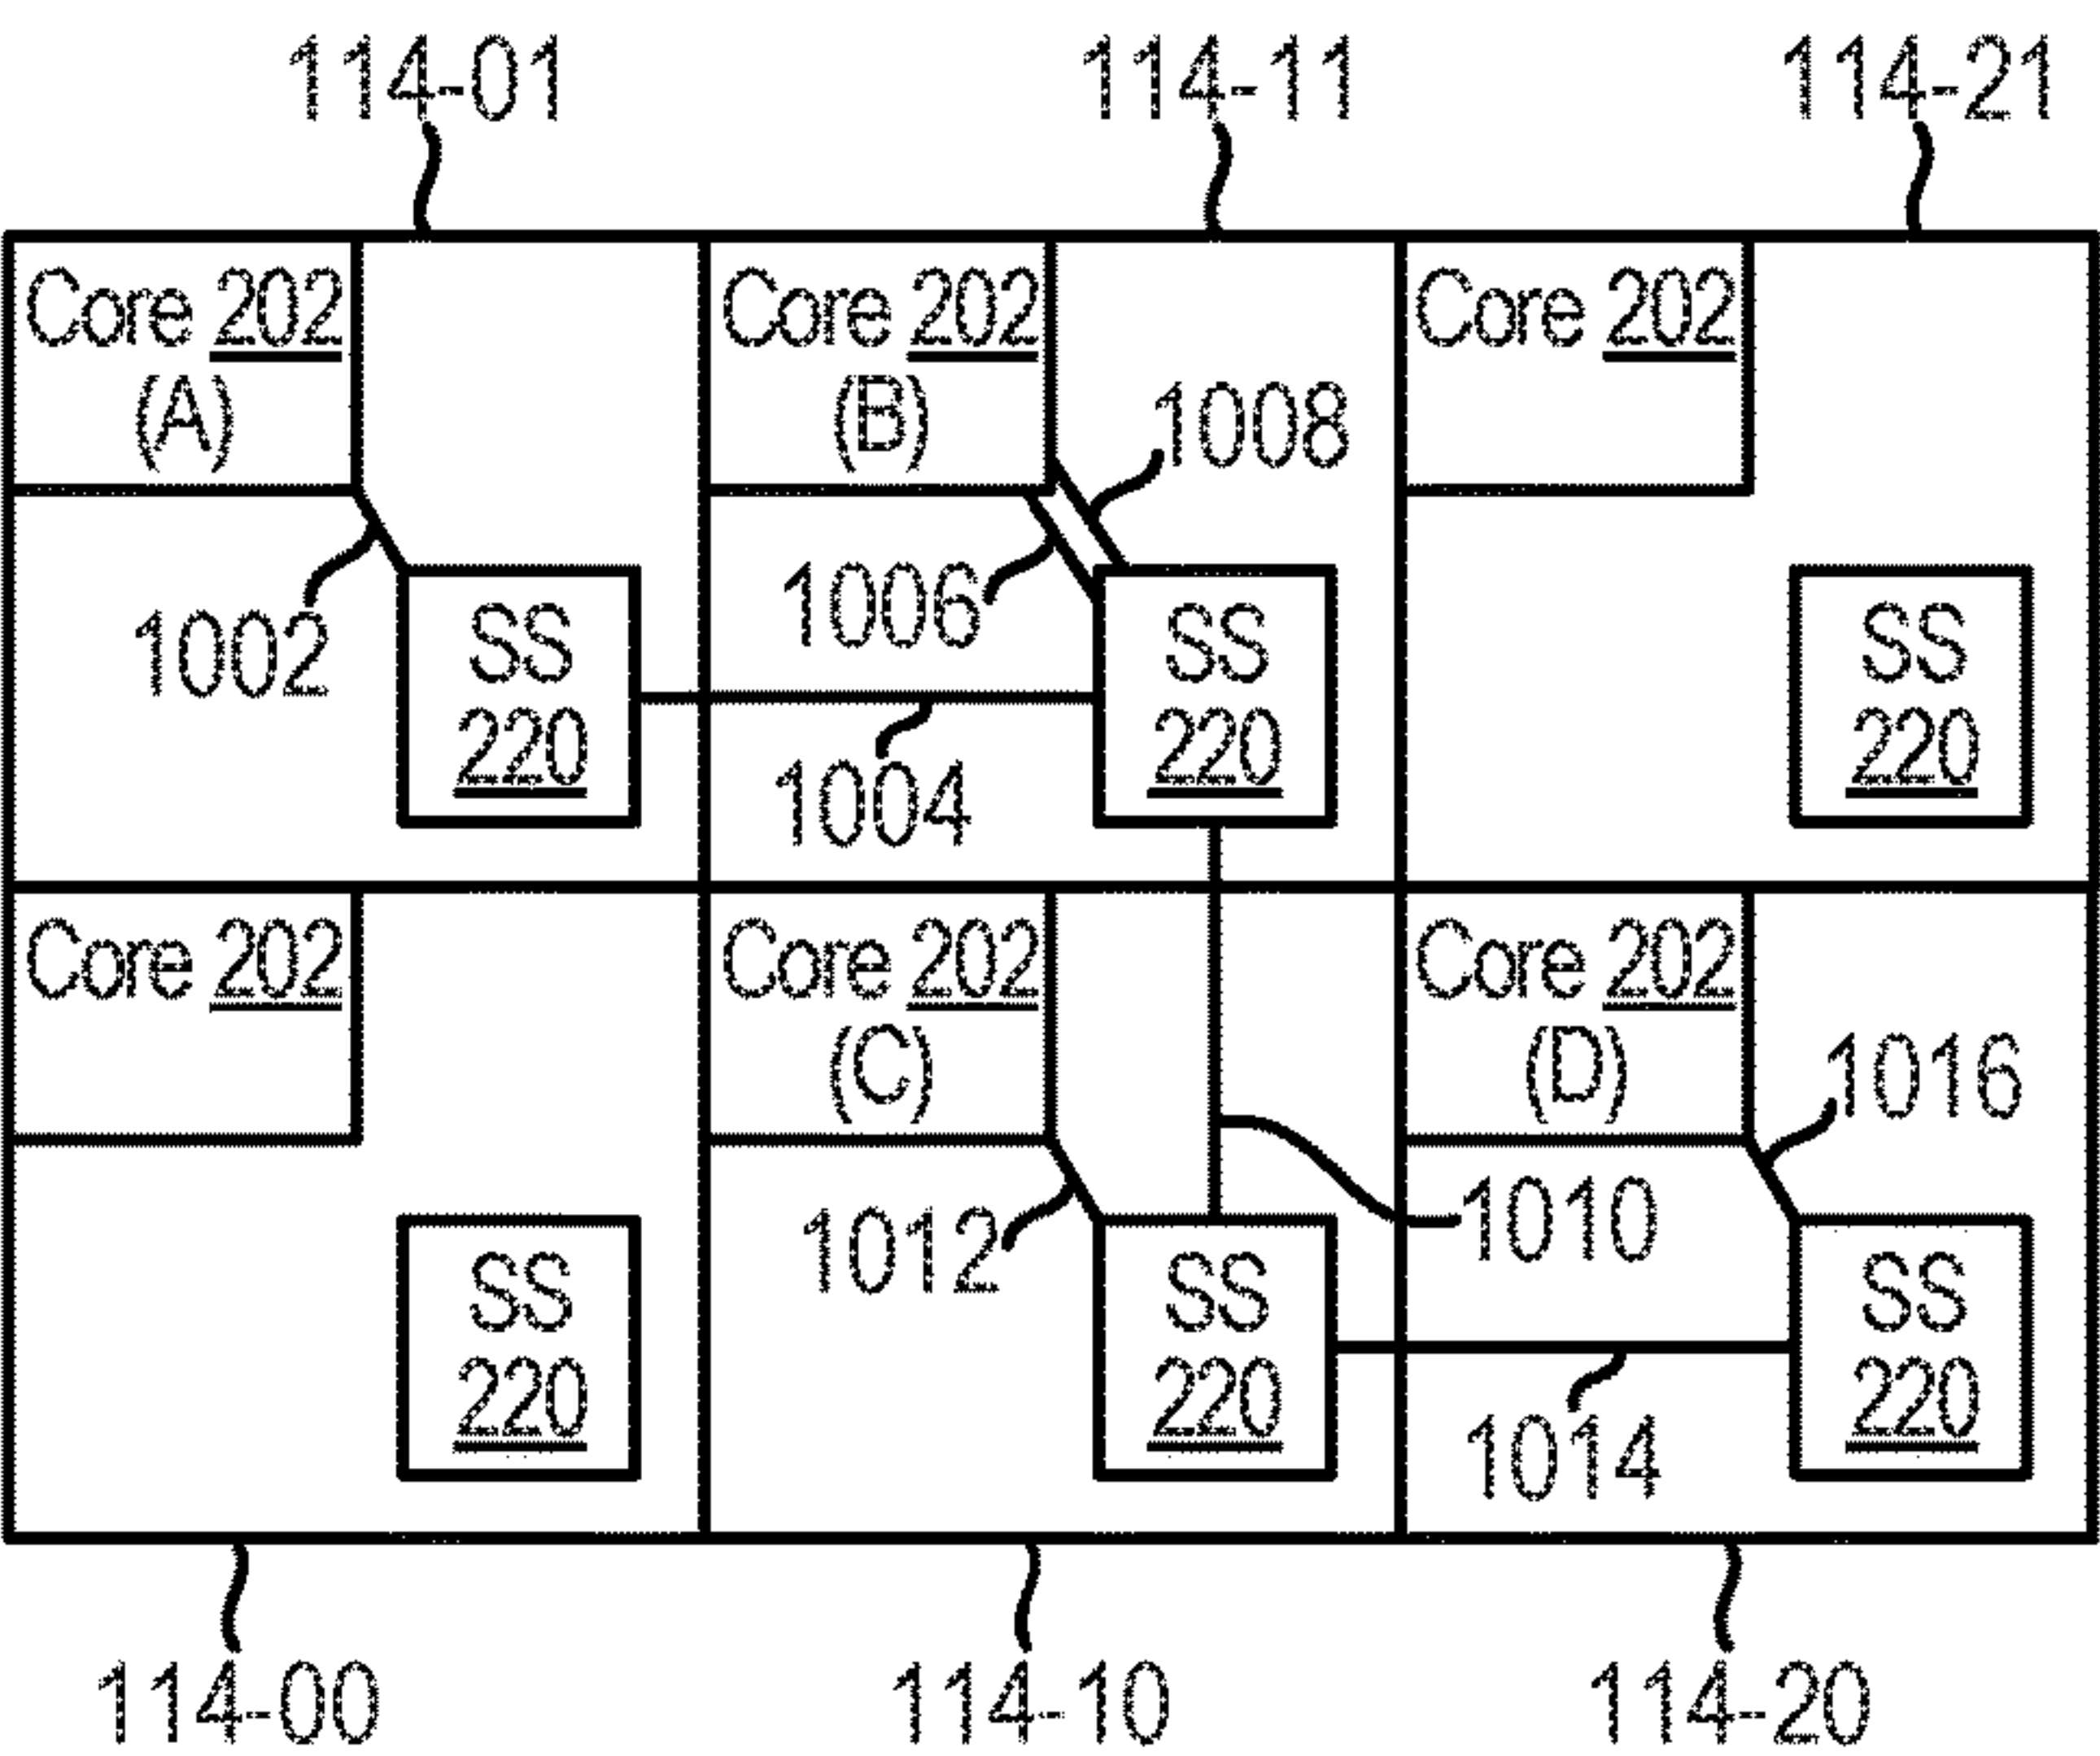 114-01 114-11 114-21
Core 202 Core 202 Core 202
(A) (B) 1008
1006
1002 SS SS SS
220 220 220
1004
Core 202 Core 202 Core 202
(C) (D) 1016
1012 1010
SS SS SS
220 220 220
1014
114-00 114-10 114-20